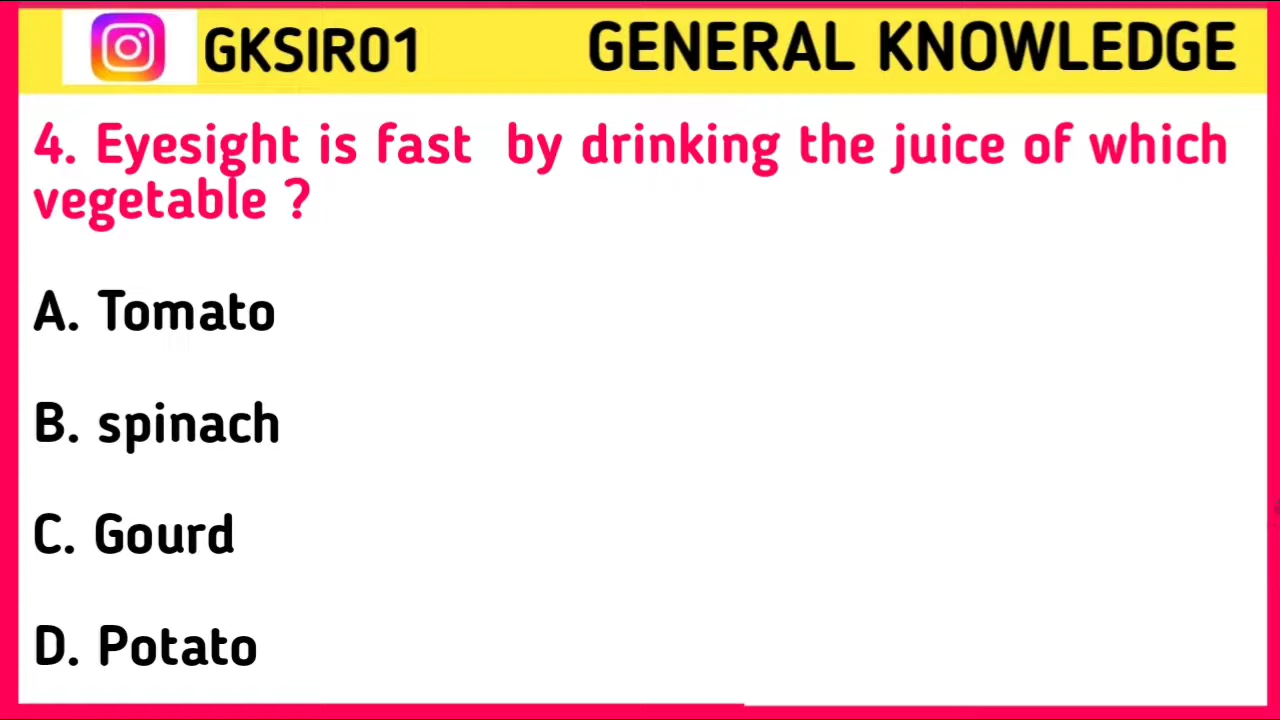 GKSIR01 GENERAL KNOWLEDGE
4. Eyesight is fast by drinking the juice of which
vegetable ?
A. Tomato
B. spinach
C. Gourd
D. Potato